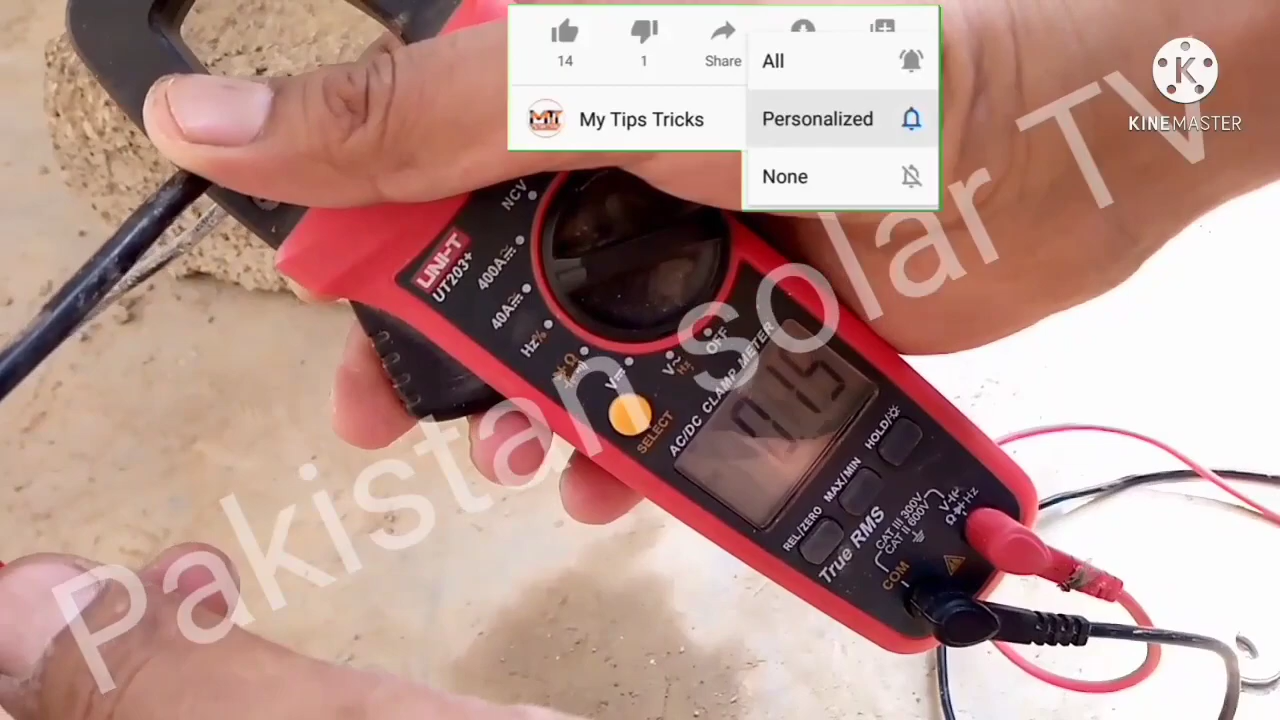 14
1
Share
All
My Tips Tricks
Personalized
None
K
KINEMASTER
Pakistan solar TV
NCV
UNI-T
UT203+
400A
40A
Hz%
Ω
V
V~
Hz
OFF
SELECT
AC/DC CLAMP METER
HOLD
MAX/MIN
REL/ZERO
True RMS
CAT III 300V
CAT II 600V
COM